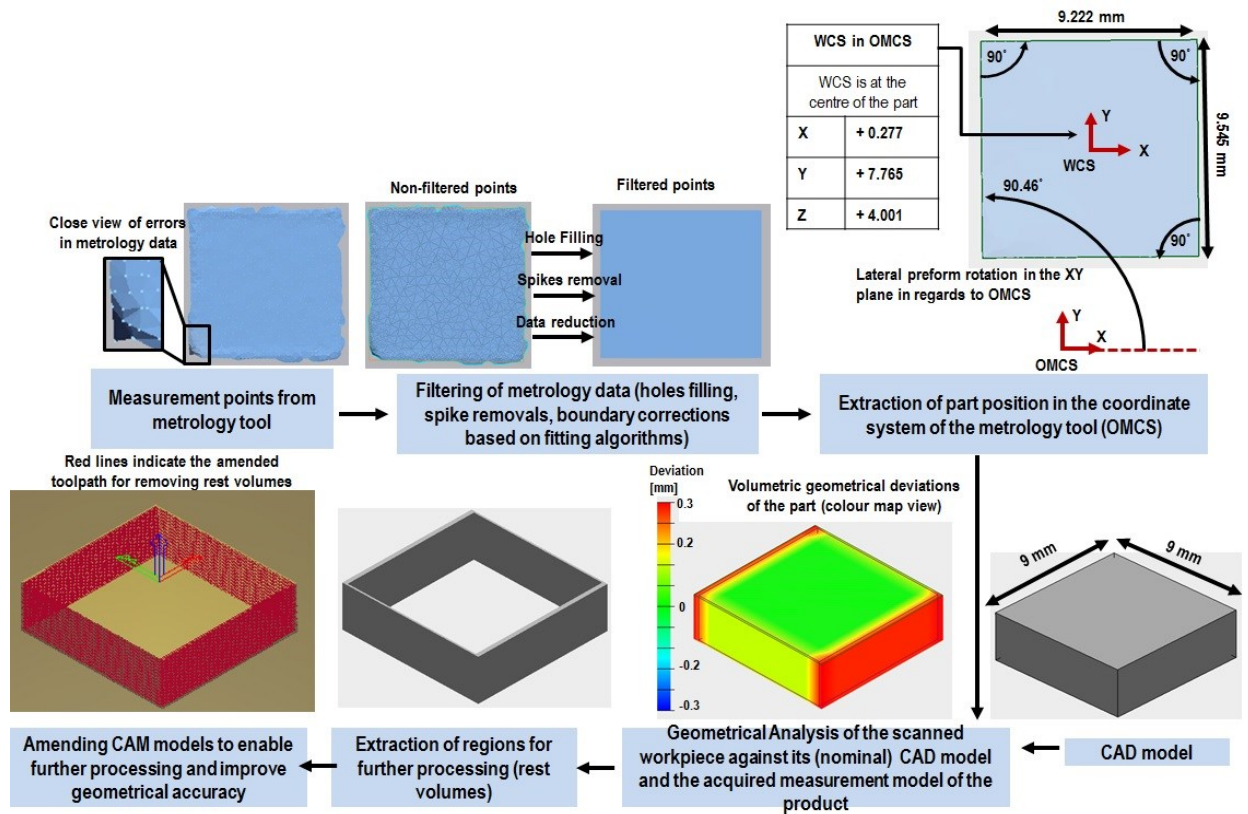 WCS in OMCS
WCS is at the
centre of the part
X + 0.277
Y + 7.765
Z + 4.001
9.222 mm
90˚
90˚
Y
X
WCS
9.545 mm
90.46˚
90˚
Lateral preform rotation in the XY
plane in regards to OMCS
Y
X
OMCS
Close view of errors
in metrology data
Non-filtered points
Filtered points
Hole Filling
Spikes removal
Data reduction
Measurement points from
metrology tool
Filtering of metrology data (holes filling,
spike removals, boundary corrections
based on fitting algorithms)
Extraction of part position in the coordinate
system of the metrology tool (OMCS)
Red lines indicate the amended
toolpath for removing rest volumes
Deviation
[mm]
0.3
0.2
0
-0.2
-0.3
Volumetric geometrical deviations
of the part (colour map view)
9 mm
9 mm
Amending CAM models to enable
further processing and improve
geometrical accuracy
Extraction of regions for
further processing (rest
volumes)
Geometrical Analysis of the scanned
workpiece against its (nominal) CAD model
and the acquired measurement model of the
product
CAD model